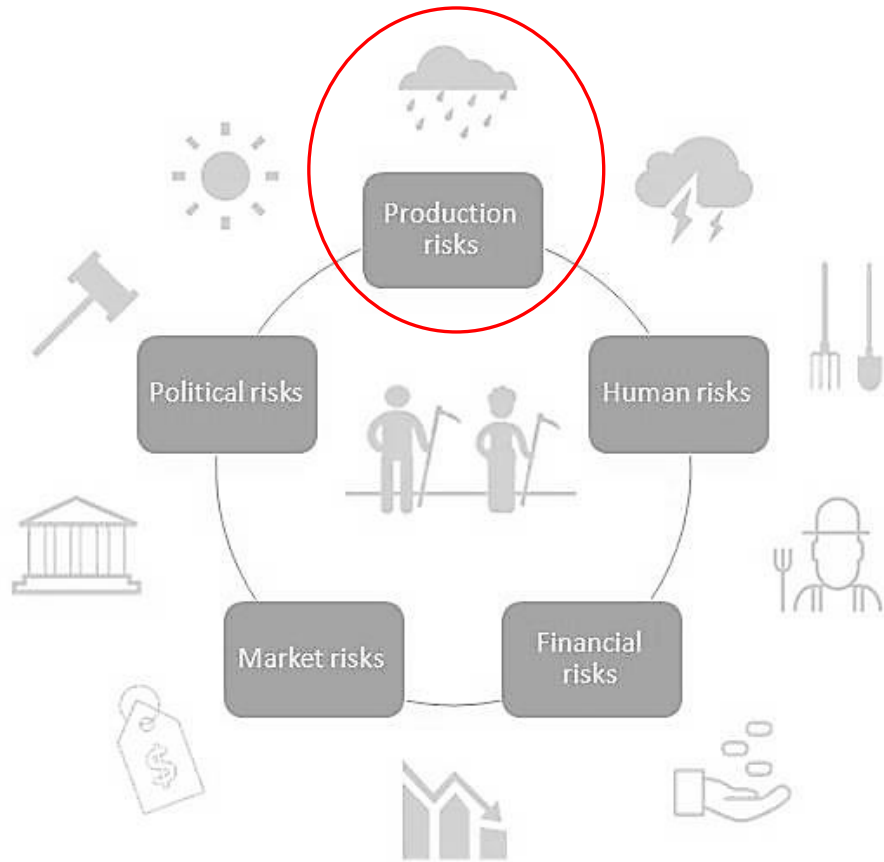 Production
risks
Political risks
Human risks
Market risks
Financial
risks
$